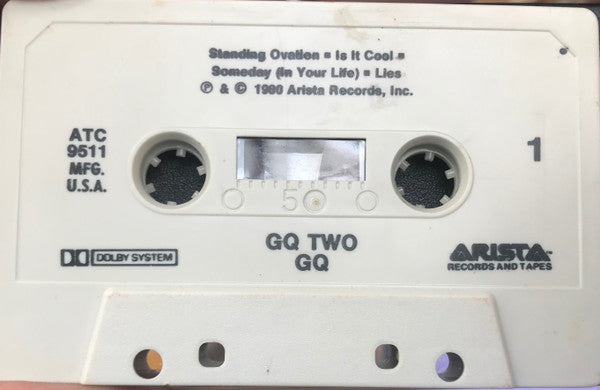 Standing Ovation • Is It Cool •
Someday (In Your Life) • Lies
℗ & © 1980 Arista Records, Inc.
ATC
9511
MFG.
U.S.A.
1
50
DOLBY SYSTEM
GQ TWO
GQ
ARISTA™
RECORDS AND TAPES